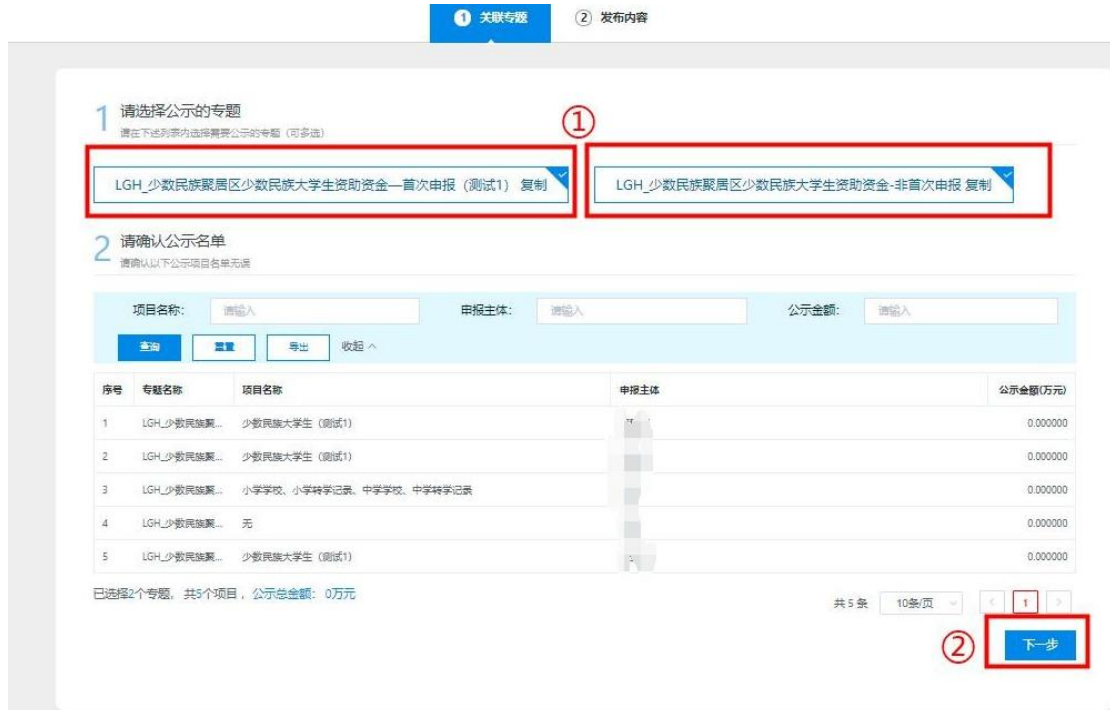 1 关联专题 2 发布内容
1 请选择公示的专题
请在下述列表内选择需要公示的专题（可多选）
①
LGH_少数民族聚居区少数民族大学生资助资金—首次申报（测试1） 复制 LGH_少数民族聚居区少数民族大学生资助资金-非首次申报 复制
2 请确认公示名单
请确认以下公示项目名单无误
项目名称： 请输入 申报主体： 请输入 公示金额： 请输入
查询 重置 导出 收起
序号 专题名称 项目名称 申报主体 公示金额(万元)
1 LGH_少数民族聚... 少数民族大学生（测试1） 0.000000
2 LGH_少数民族聚... 少数民族大学生（测试1） 0.000000
3 LGH_少数民族聚... 小学学校、小学转学记录、中学学校、中学转学记录 0.000000
4 LGH_少数民族聚... 无 0.000000
5 LGH_少数民族聚... 少数民族大学生（测试1） 0.000000
已选择2个专题，共5个项目，公示总金额：0万元
共 5 条 10条/页 < 1 >
② 下一步